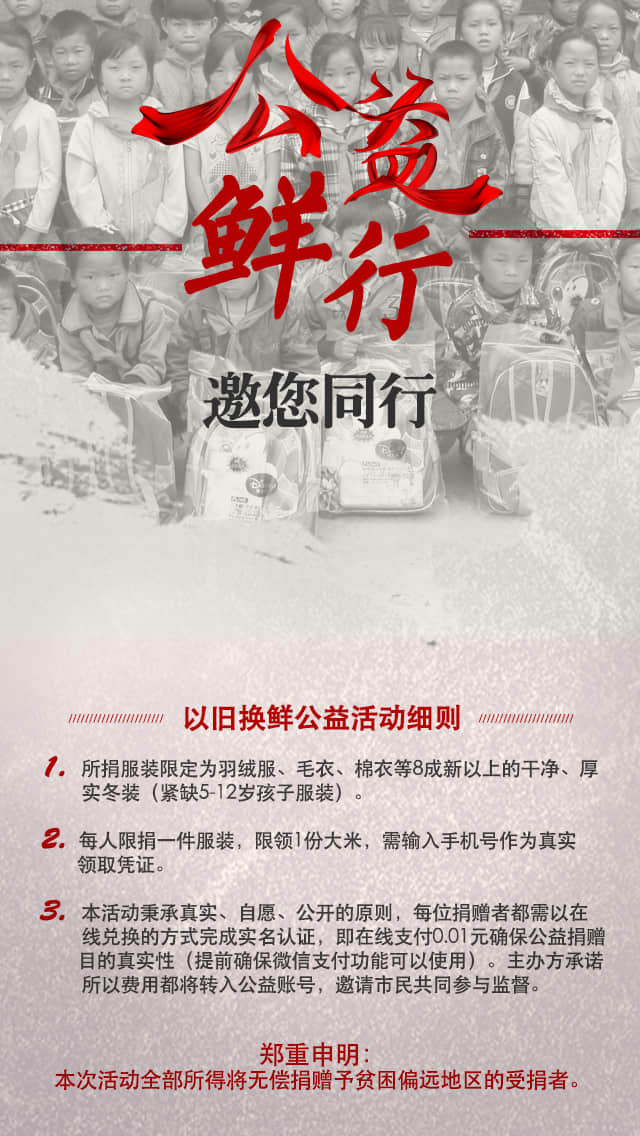 公益
鲜行
邀您同行
以旧换鲜公益活动细则
1. 所捐服装限定为羽绒服、毛衣、棉衣等8成新以上的干净、厚
实冬装（紧缺5-12岁孩子服装）。
2. 每人限捐一件服装，限领1份大米，需输入手机号作为真实
领取凭证。
3. 本活动秉承真实、自愿、公开的原则，每位捐赠者都需以在
线兑换的方式完成实名认证，即在线支付0.01元确保公益捐赠
目的真实性（提前确保微信支付功能可以使用）。主办方承诺
所以费用都将转入公益账号，邀请市民共同参与监督。
郑重申明：
本次活动全部所得将无偿捐赠予贫困偏远地区的受捐者。